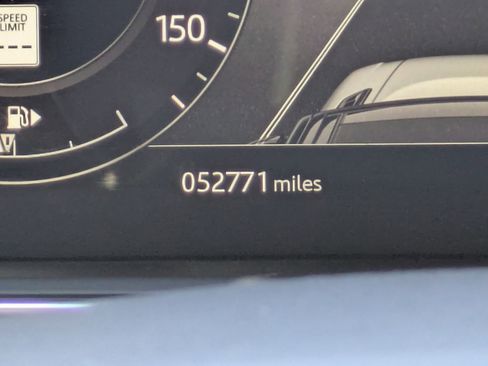 SPEED
LIMIT
---
150
052771 miles